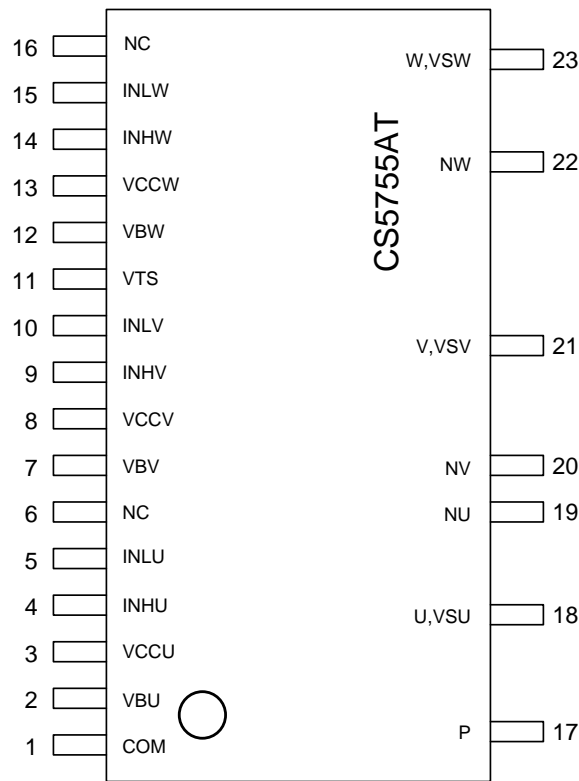 16 NC
15 INLW
14 INHW
13 VCCW
12 VBW
11 VTS
10 INLV
9 INHV
8 VCCV
7 VBV
6 NC
5 INLU
4 INHU
3 VCCU
2 VBU
1 COM
CS5755AT
W,VSW 23
NW 22
V,VSV 21
NV 20
NU 19
U,VSU 18
P 17